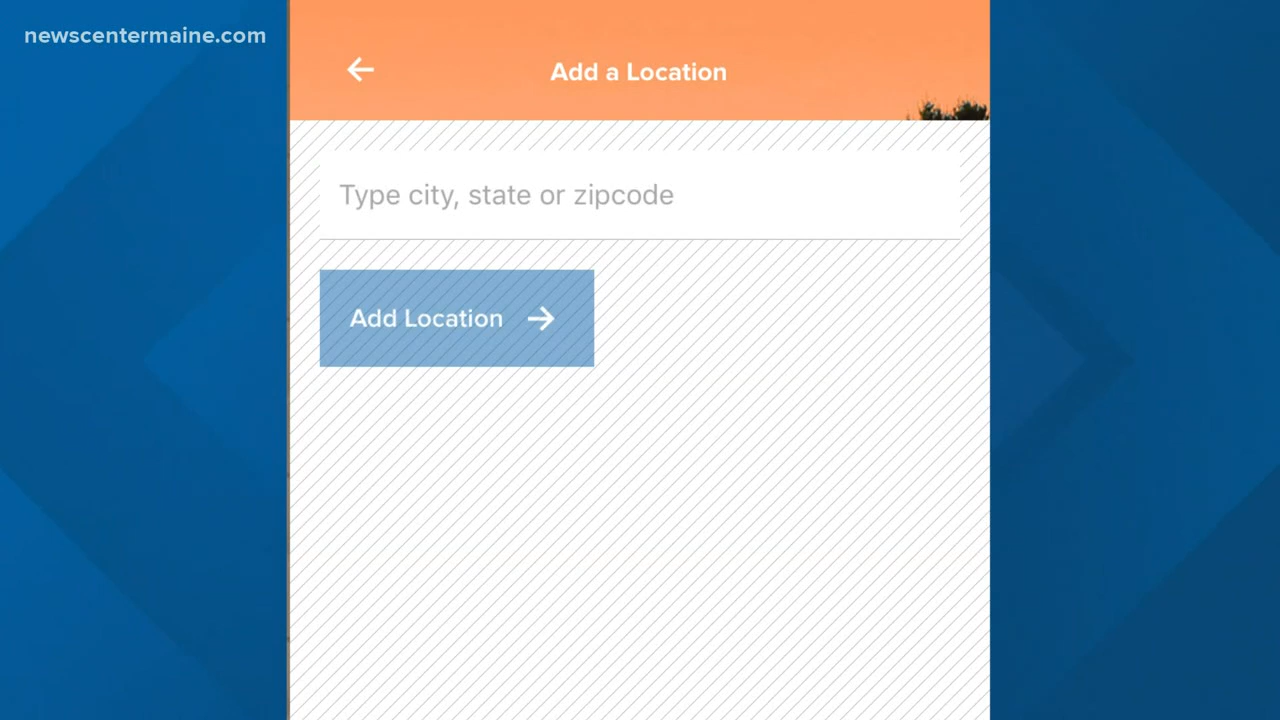 newscentermaine.com
Add a Location
Type city, state or zipcode
Add Location